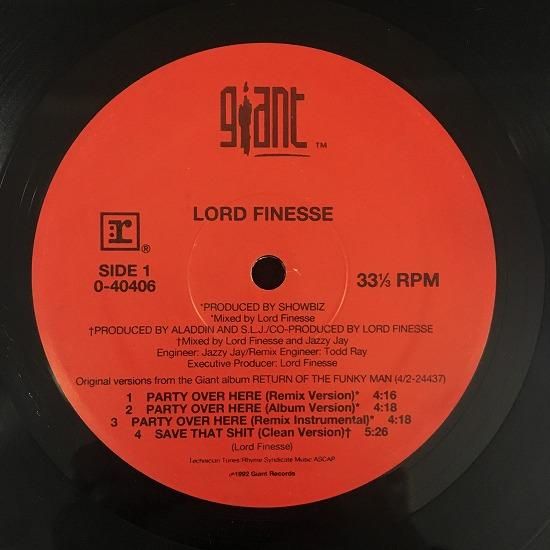 giant ™
LORD FINESSE
r ®
SIDE 1
0-40406
33⅓ RPM
*PRODUCED BY SHOWBIZ
*Mixed by Lord Finesse
†PRODUCED BY ALADDIN AND S.L.J./CO-PRODUCED BY LORD FINESSE
†Mixed by Lord Finesse and Jazzy Jay
Engineer: Jazzy Jay/Remix Engineer: Todd Ray
Executive Producer: Lord Finesse
Original versions from the Giant album RETURN OF THE FUNKY MAN (4/2-24437)
1 PARTY OVER HERE (Remix Version)* 4:16
2 PARTY OVER HERE (Album Version)* 4:18
3 PARTY OVER HERE (Remix Instrumental)* 4:18
4 SAVE THAT SHIT (Clean Version)† 5:26
(Lord Finesse)
Technician Tunes/Rhyme Syndicate Music ASCAP
℗1992 Giant Records